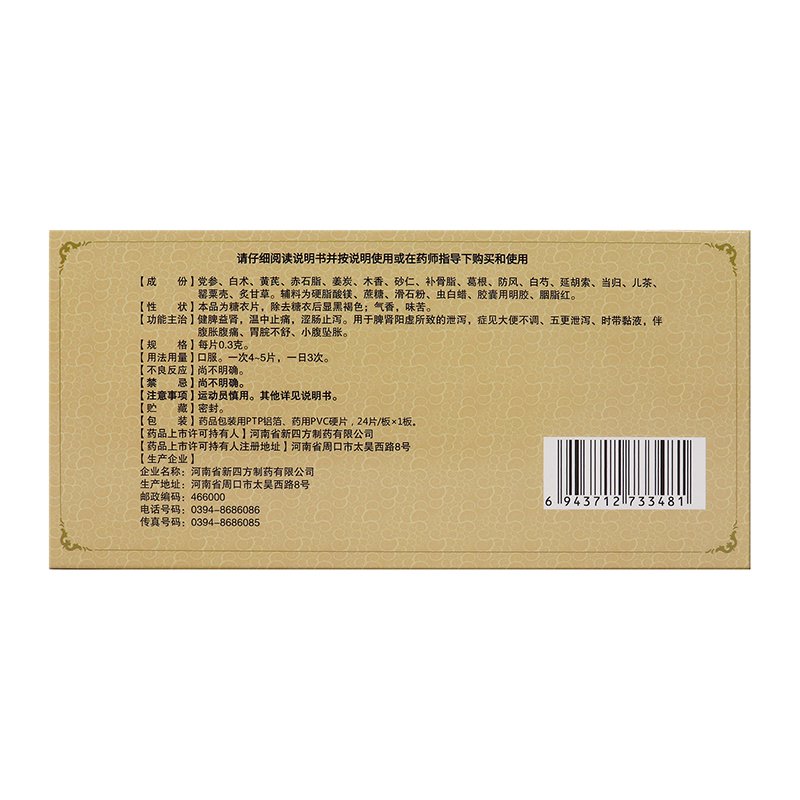 请仔细阅读说明书并按说明使用或在药师指导下购买和使用
【成 份】党参、白术、黄芪、赤石脂、姜炭、木香、砂仁、补骨脂、葛根、防风、白芍、延胡索、当归、儿茶、
罂粟壳、炙甘草。辅料为硬脂酸镁、蔗糖、滑石粉、虫白蜡、胶囊用明胶、胭脂红。
【性 状】本品为糖衣片，除去糖衣后显黑褐色；气香，味苦。
【功能主治】健脾益肾，温中止痛，涩肠止泻。用于脾肾阳虚所致的泄泻，症见大便不调、五更泄泻、时带黏液，伴
腹胀腹痛、胃脘不舒、小腹坠胀。
【规 格】每片0.3克。
【用法用量】口服。一次4~5片，一日3次。
【不良反应】尚不明确。
【禁 忌】尚不明确。
【注意事项】运动员慎用。其他详见说明书。
【贮 藏】密封。
【包 装】药品包装用PTP铝箔、药用PVC硬片，24片/板×1板。
【药品上市许可持有人】河南省新四方制药有限公司
【药品上市许可持有人注册地址】河南省周口市太昊西路8号
【生产企业】
企业名称：河南省新四方制药有限公司
生产地址：河南省周口市太昊西路8号
邮政编码：466000
电话号码：0394-8686086
传真号码：0394-8686085
6 943712 733481